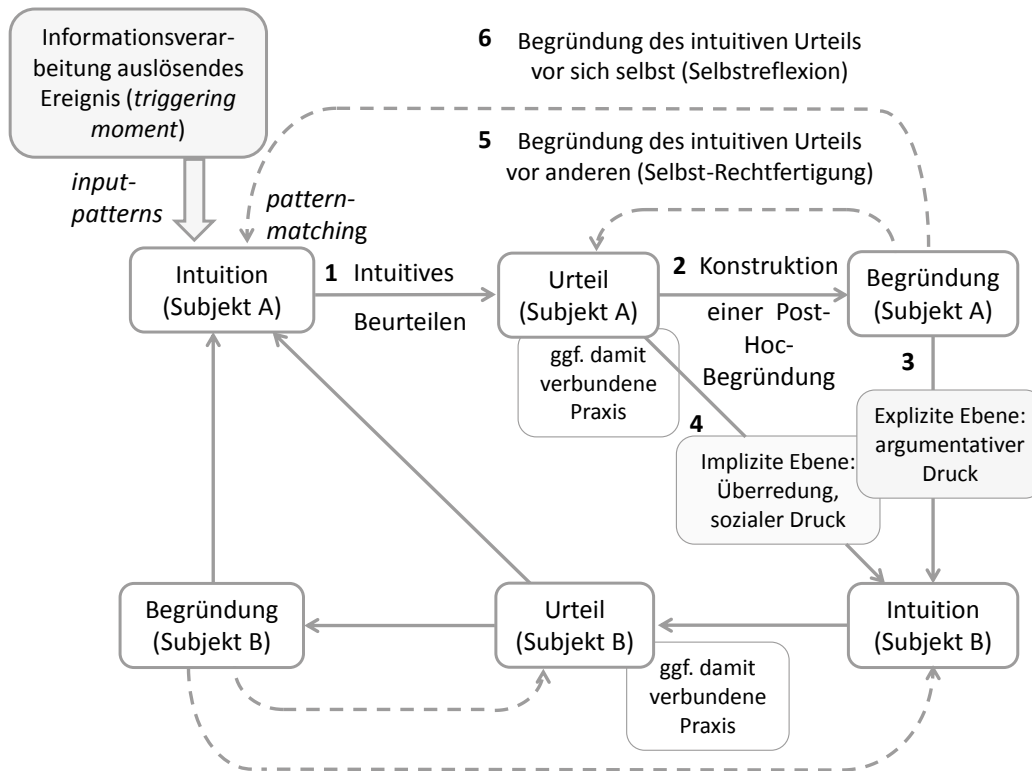 Informationsverar-
beitung auslösendes
Ereignis (triggering
moment)
6 Begründung des intuitiven Urteils
vor sich selbst (Selbstreflexion)
5 Begründung des intuitiven Urteils
vor anderen (Selbst-Rechtfertigung)
input-
patterns
pattern-
matching
Intuition
(Subjekt A)
1 Intuitives
Beurteilen
Urteil
(Subjekt A)
ggf. damit
verbundene
Praxis
2 Konstruktion
einer Post-
Hoc-
Begründung
Begründung
(Subjekt A)
3
Explizite Ebene:
argumentativer
Druck
4
Implizite Ebene:
Überredung,
sozialer Druck
Begründung
(Subjekt B)
Urteil
(Subjekt B)
ggf. damit
verbundene
Praxis
Intuition
(Subjekt B)